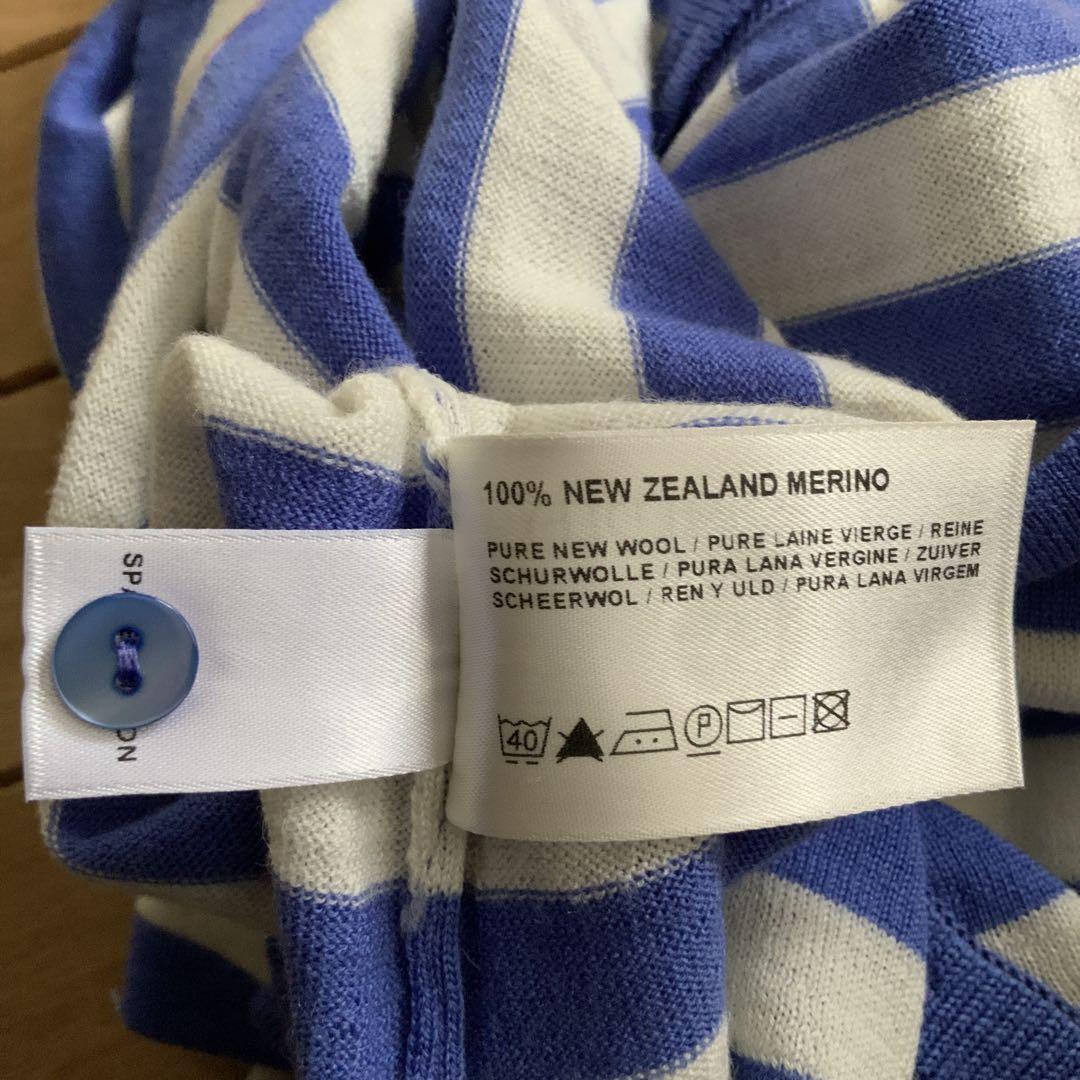 100% NEW ZEALAND MERINO
PURE NEW WOOL / PURE LAINE VIERGE / REINE
SCHURWOLLE / PURA LANA VERGINE / ZUIVER
SCHEERWOL / REN Y ULD / PURA LANA VIRGEM
40
P